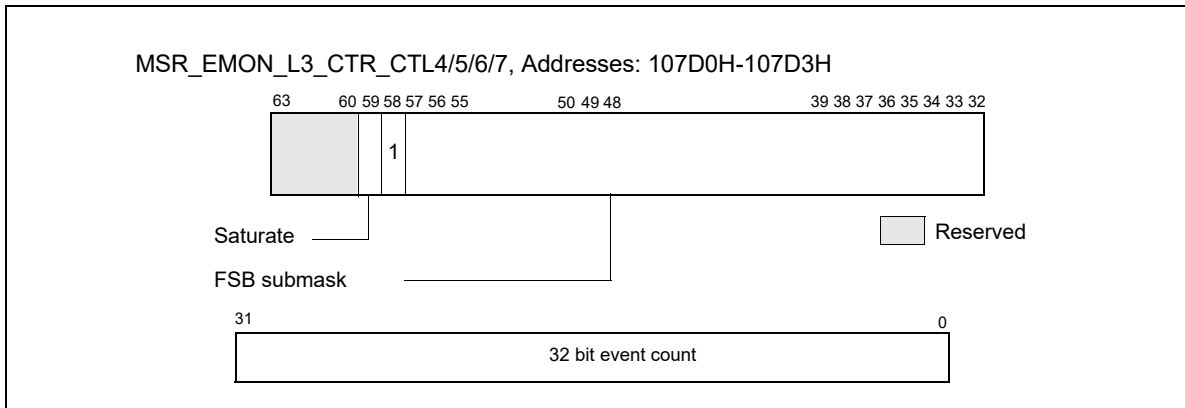 MSR_EMON_L3_CTR_CTL4/5/6/7, Addresses: 107D0H-107D3H
63 60 59 58 57 56 55 50 49 48 39 38 37 36 35 34 33 32
1
Saturate
Reserved
FSB submask
31 0
32 bit event count